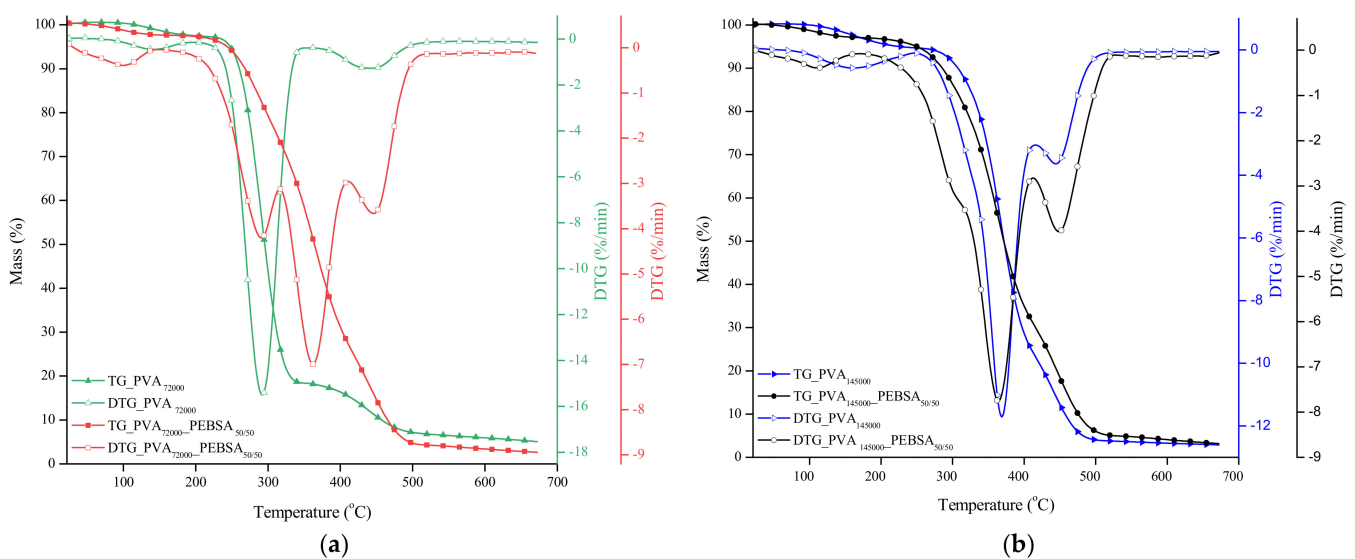 100
90
80
70
60
50
40
30
20
10
0
Mass (%)
100 200 300 400 500 600 700
Temperature (°C)
TG_PVA72000
DTG_PVA72000
TG_PVA72000_PEBSA50/50
DTG_PVA72000_PEBSA50/50
0
-2
-4
-6
-8
-10
-12
-14
-16
-18
DTG (%/min)
0
-1
-2
-3
-4
-5
-6
-7
-8
-9
DTG (%/min)
(a)
100
90
80
70
60
50
40
30
20
10
0
Mass (%)
100 200 300 400 500 600 700
Temperature (°C)
TG_PVA145000
TG_PVA145000_PEBSA50/50
DTG_PVA145000
DTG_PVA145000_PEBSA50/50
0
-2
-4
-6
-8
-10
-12
DTG (%/min)
0
-1
-2
-3
-4
-5
-6
-7
-8
-9
DTG (%/min)
(b)